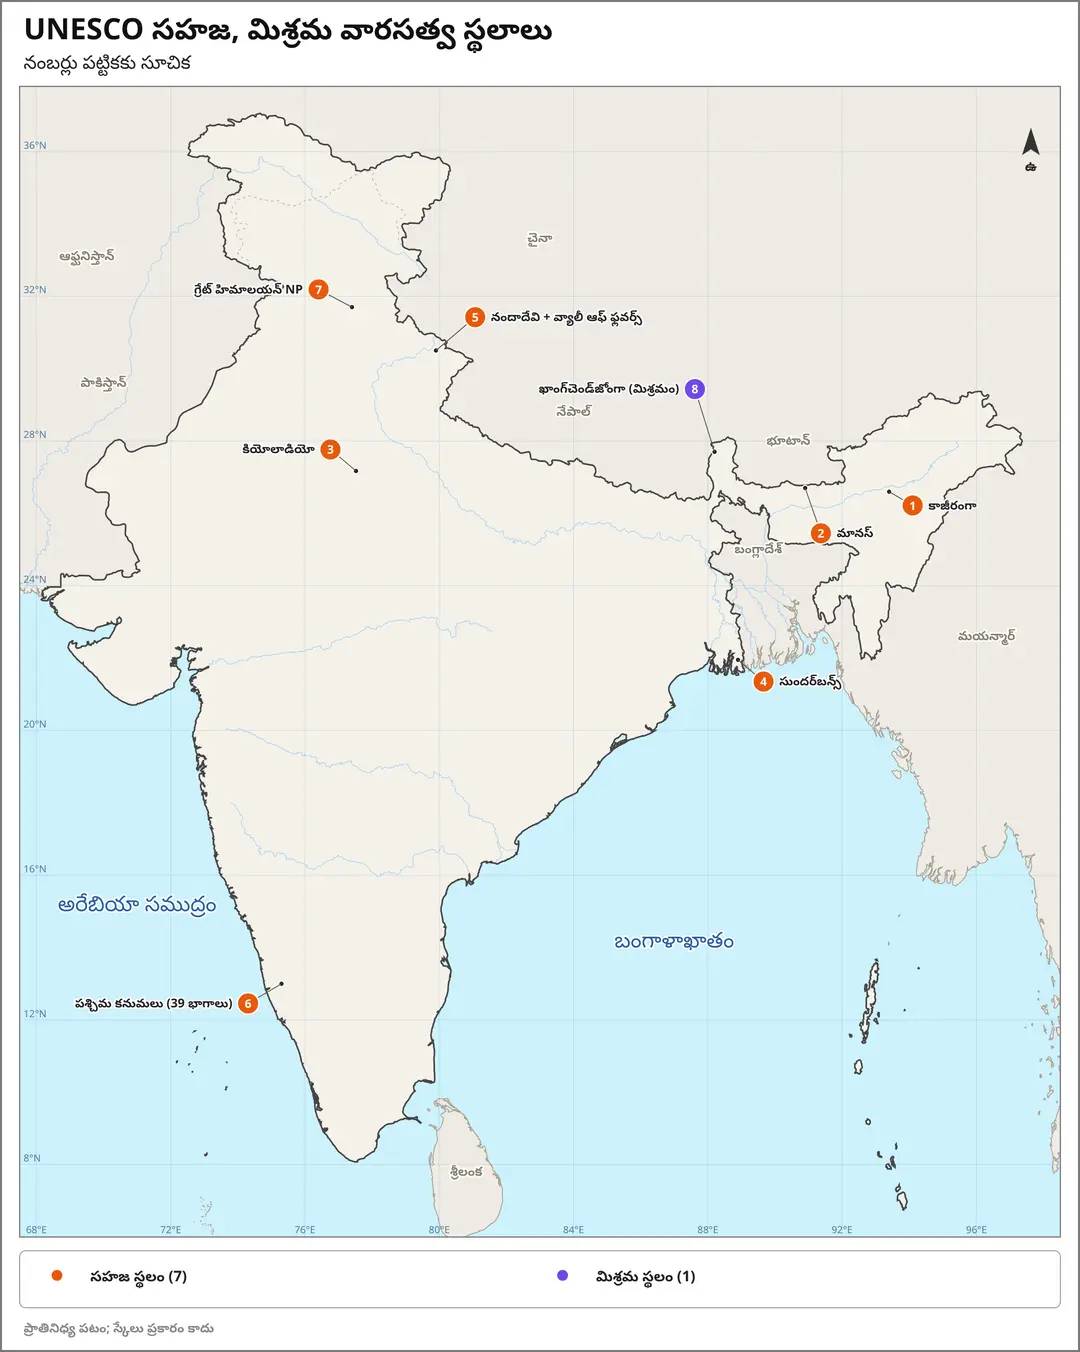 UNESCO సహజ, మిశ్రమ వారసత్వ స్థలాలు
నంబర్లు పట్టికకు సూచిక
36°N
ఉ
చైనా
ఆఫ్ఘనిస్తాన్
32°N
గ్రేట్ హిమాలయన్'NP 7
5 నందాదేవి + వ్యాలీ ఆఫ్ ఫ్లవర్స్
పాకిస్తాన్
ఖాంగ్‌చెండ్‌జోంగా (మిశ్రమం) 8
నేపాల్
28°N
భూటాన్
కియోలాడియో 3
1 కాజీరంగా
2 మానస్
బంగ్లాదేశ్
24°N
మయన్మార్
4 సుందర్‌బన్స్
20°N
16°N
అరేబియా సముద్రం
బంగాళాఖాతం
పశ్చిమ కనుమలు (39 భాగాలు) 6
12°N
8°N
శ్రీలంక
68°E 72°E 76°E 80°E 84°E 88°E 92°E 96°E
సహజ స్థలం (7)
మిశ్రమ స్థలం (1)
ప్రాతినిధ్య పటం; స్కేలు ప్రకారం కాదు